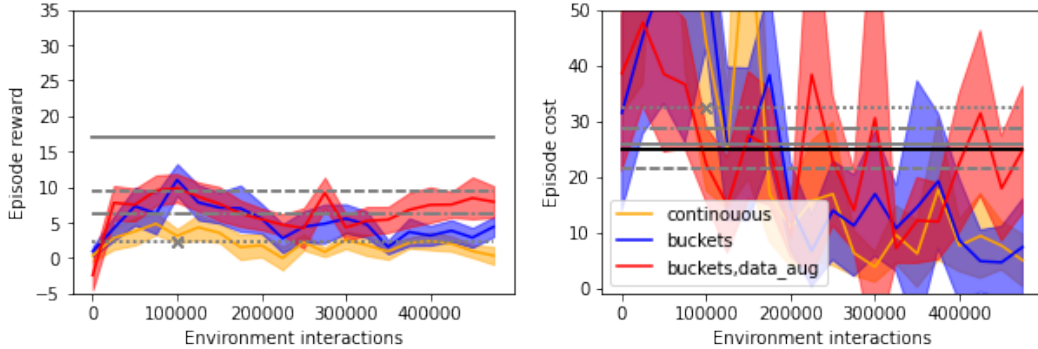 35
30
25
20
15
10
5
0
-5
Episode reward
0 100000 200000 300000 400000
Environment interactions
50
40
30
20
10
0
Episode cost
continouous
buckets
buckets,data_aug
0 100000 200000 300000 400000
Environment interactions